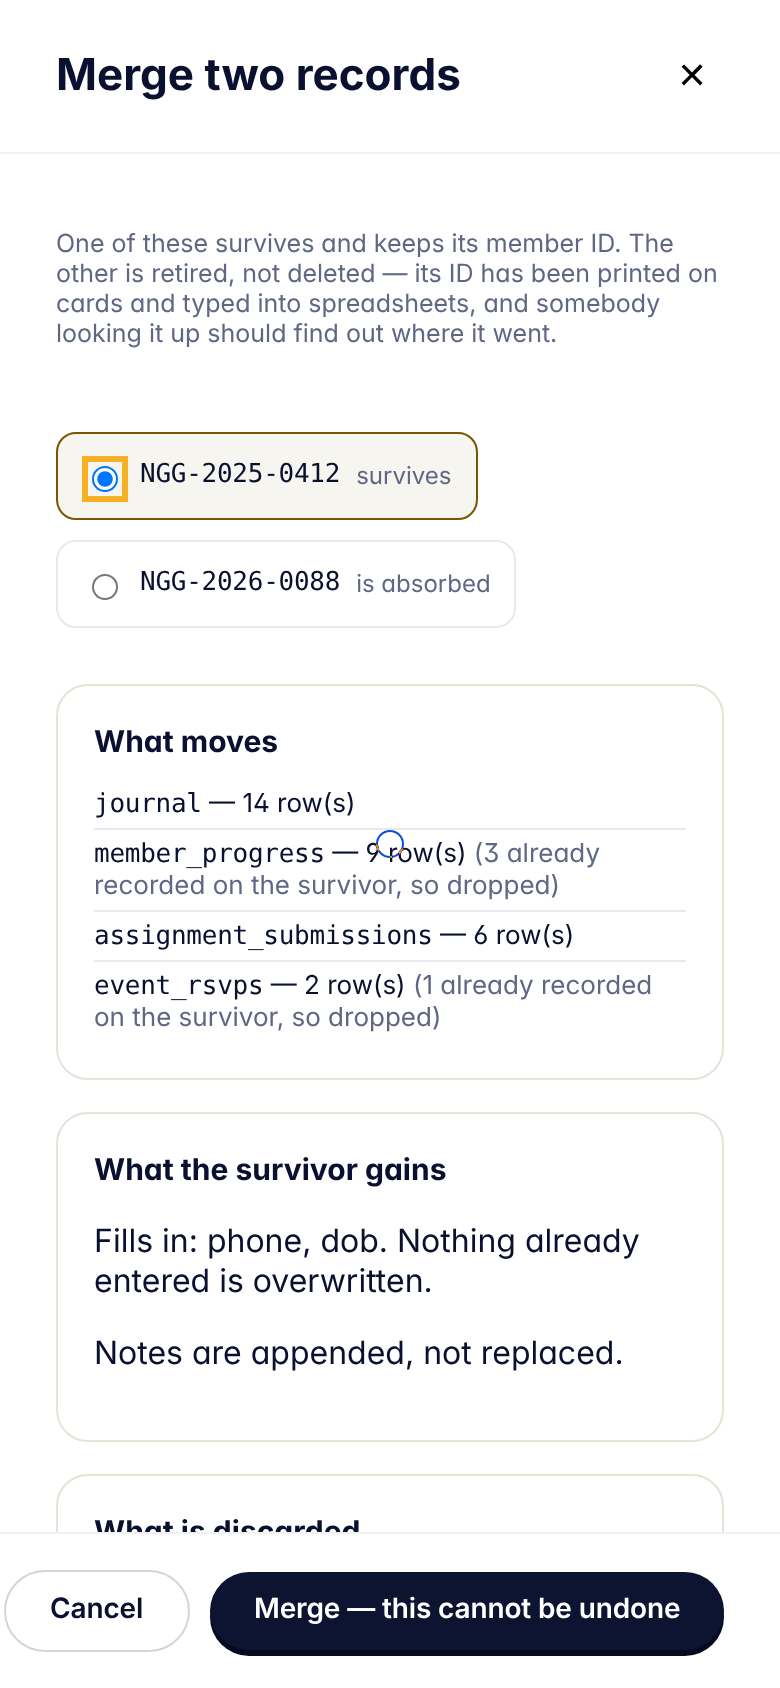 Merge two records
One of these survives and keeps its member ID. The
other is retired, not deleted — its ID has been printed on
cards and typed into spreadsheets, and somebody
looking it up should find out where it went.
NGG-2025-0412 survives
NGG-2026-0088 is absorbed
What moves
journal — 14 row(s)
member_progress — 9 row(s) (3 already
recorded on the survivor, so dropped)
assignment_submissions — 6 row(s)
event_rsvps — 2 row(s) (1 already recorded
on the survivor, so dropped)
What the survivor gains
Fills in: phone, dob. Nothing already
entered is overwritten.
Notes are appended, not replaced.
What is discarded
Cancel
Merge — this cannot be undone